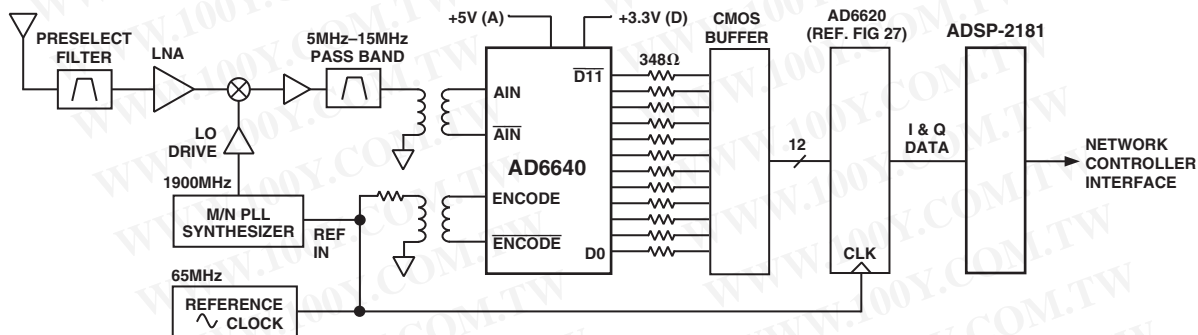 +5V (A)
+3.3V (D)
CMOS
BUFFER
AD6620
(REF. FIG 27)
ADSP-2181
PRESELECT
FILTER
LNA
5MHz–15MHz
PASS BAND
348Ω
D11
AIN
AIN
LO
DRIVE
AD6640
12
I & Q
DATA
NETWORK
CONTROLLER
INTERFACE
1900MHz
M/N PLL
SYNTHESIZER
REF
IN
ENCODE
ENCODE
D0
CLK
65MHz
REFERENCE
CLOCK
WWW.100Y.COM.TW